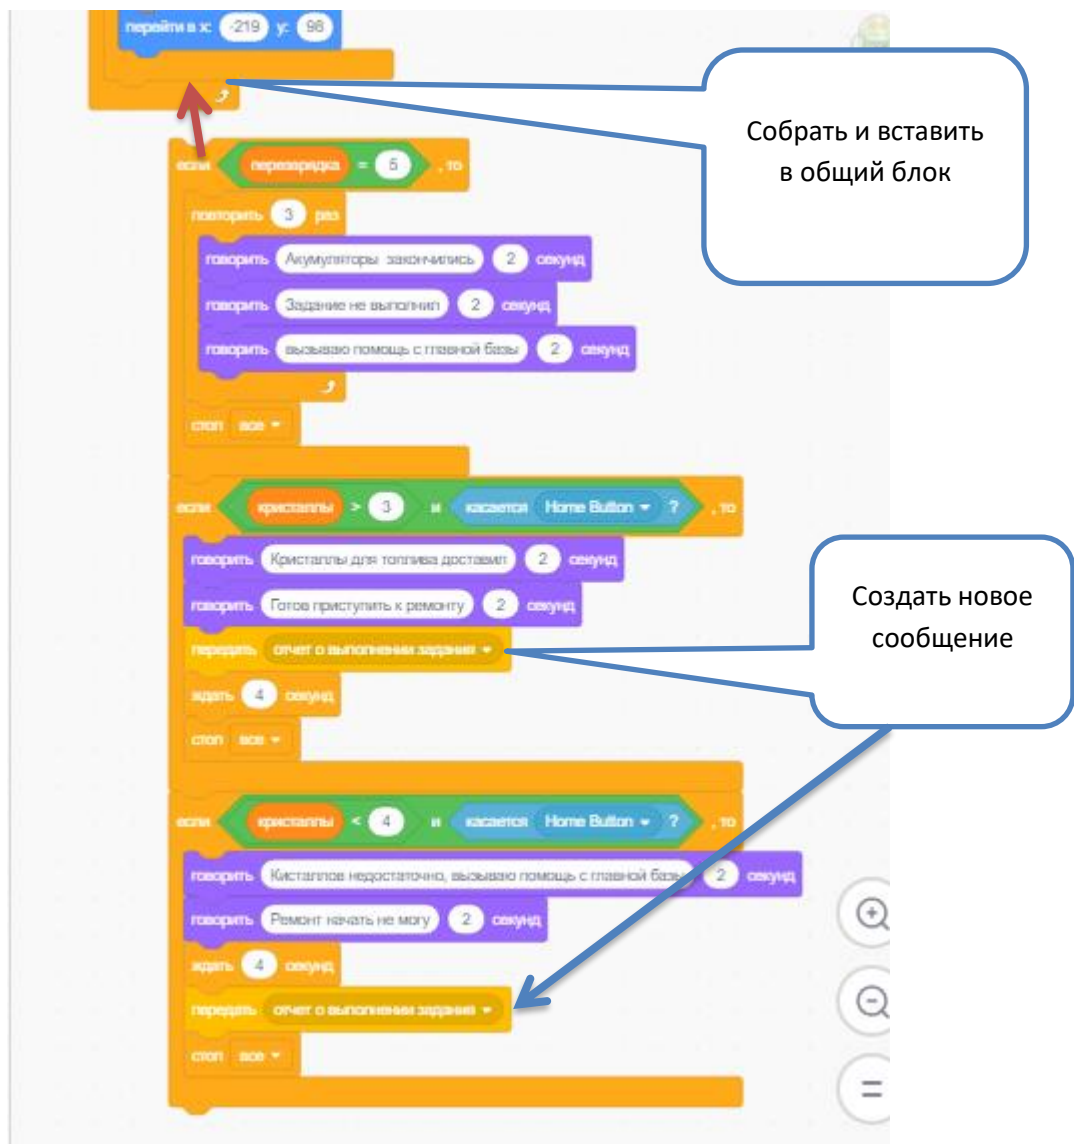 перейти в x: -219 y: 98
Собрать и вставить
в общий блок
если перезарядка = 5 , то
повторить 3 раз
говорить Акумуляторы закончились 2 секунд
говорить Задание не выполнил 2 секунд
говорить вызываю помощь с главной базы 2 секунд
стоп все
если кристаллы > 3 и касается Home Button ? , то
говорить Кристаллы для топлива доставил 2 секунд
говорить Готов приступить к ремонту 2 секунд
Создать новое
сообщение
передать отчет о выполнении задания
ждать 4 секунд
стоп все
если кристаллы < 4 и касается Home Button ? , то
говорить Кисталлов недостаточно, вызываю помощь с главной базы 2 секунд
говорить Ремонт начать не могу 2 секунд
ждать 4 секунд
передать отчет о выполнении задания
стоп все